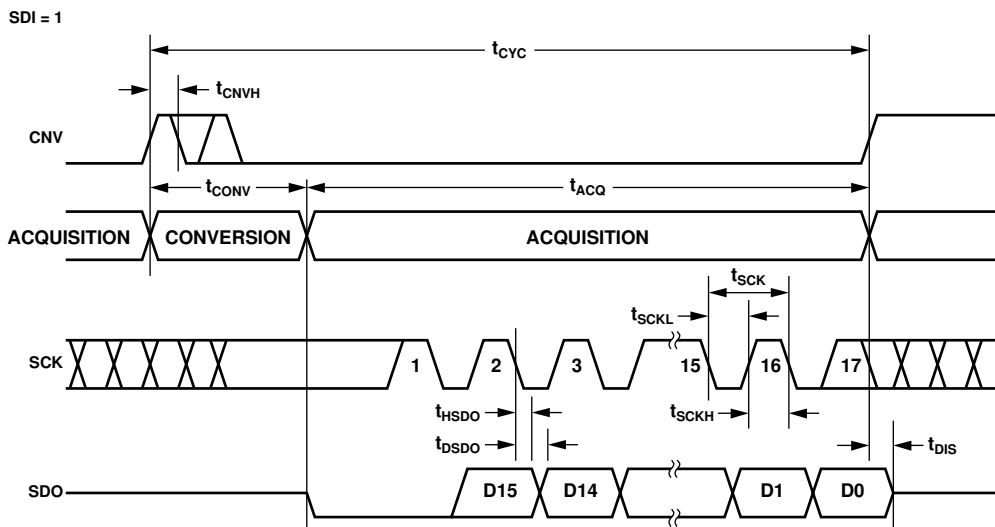 SDI = 1
tCYC
tCNVH
CNV
tCONV
tACQ
ACQUISITION
CONVERSION
ACQUISITION
tSCK
tSCKL
SCK
1
2
3
15
16
17
tHSDO
tSCKH
tDSDO
tDIS
SDO
D15
D14
D1
D0